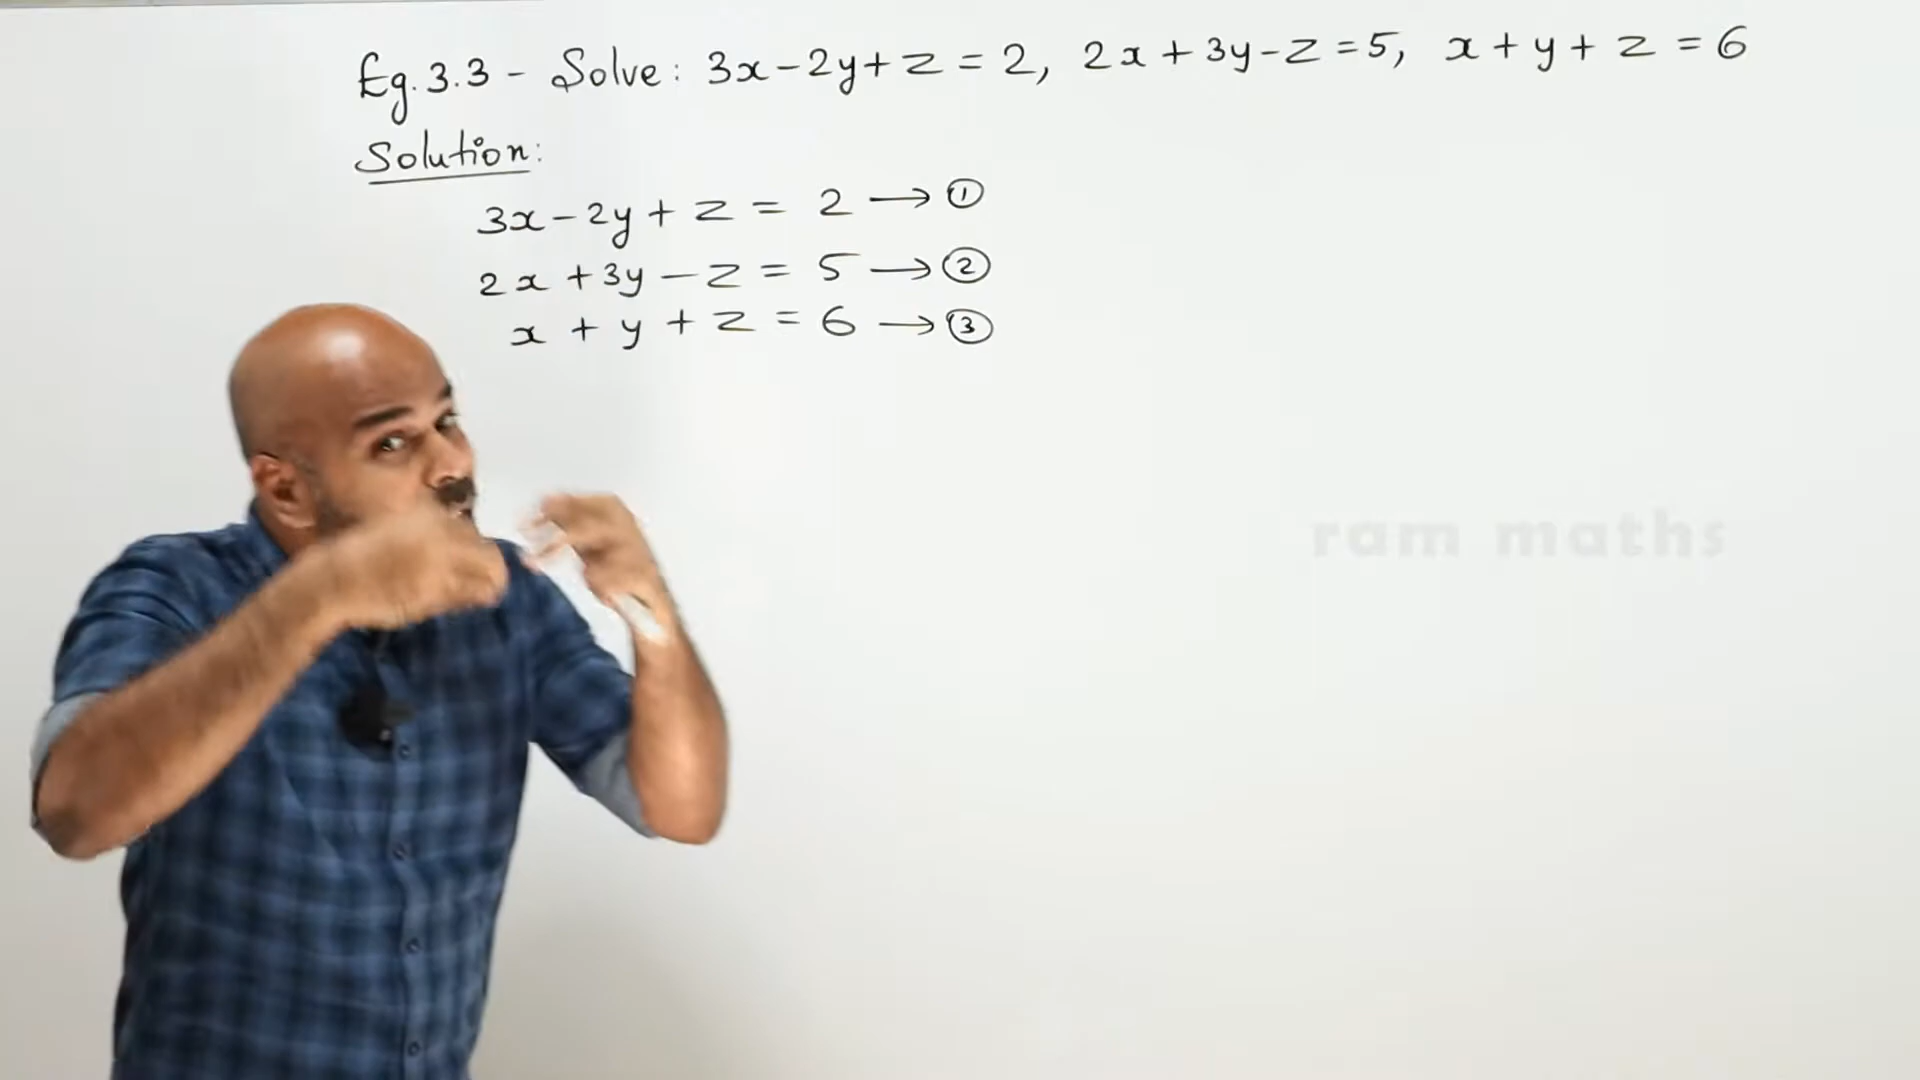 Eg. 3.3 - Solve: 3x-2y+z=2, 2x+3y-z=5, x+y+z=6
Solution:
3x-2y+z = 2 → ①
2x+3y-z = 5 → ②
x+y+z = 6 → ③
ram maths